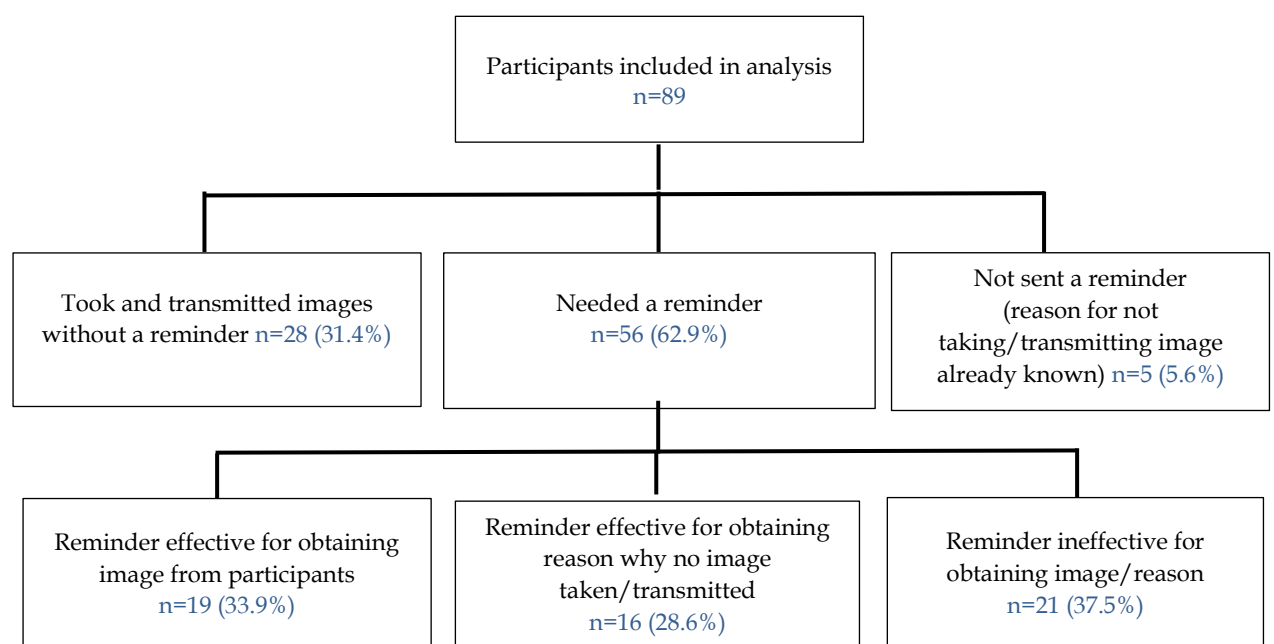 Participants included in analysis
n=89
Took and transmitted images
without a reminder n=28 (31.4%)
Needed a reminder
n=56 (62.9%)
Not sent a reminder
(reason for not
taking/transmitting image
already known) n=5 (5.6%)
Reminder effective for obtaining
image from participants
n=19 (33.9%)
Reminder effective for obtaining
reason why no image
taken/transmitted
n=16 (28.6%)
Reminder ineffective for
obtaining image/reason
n=21 (37.5%)